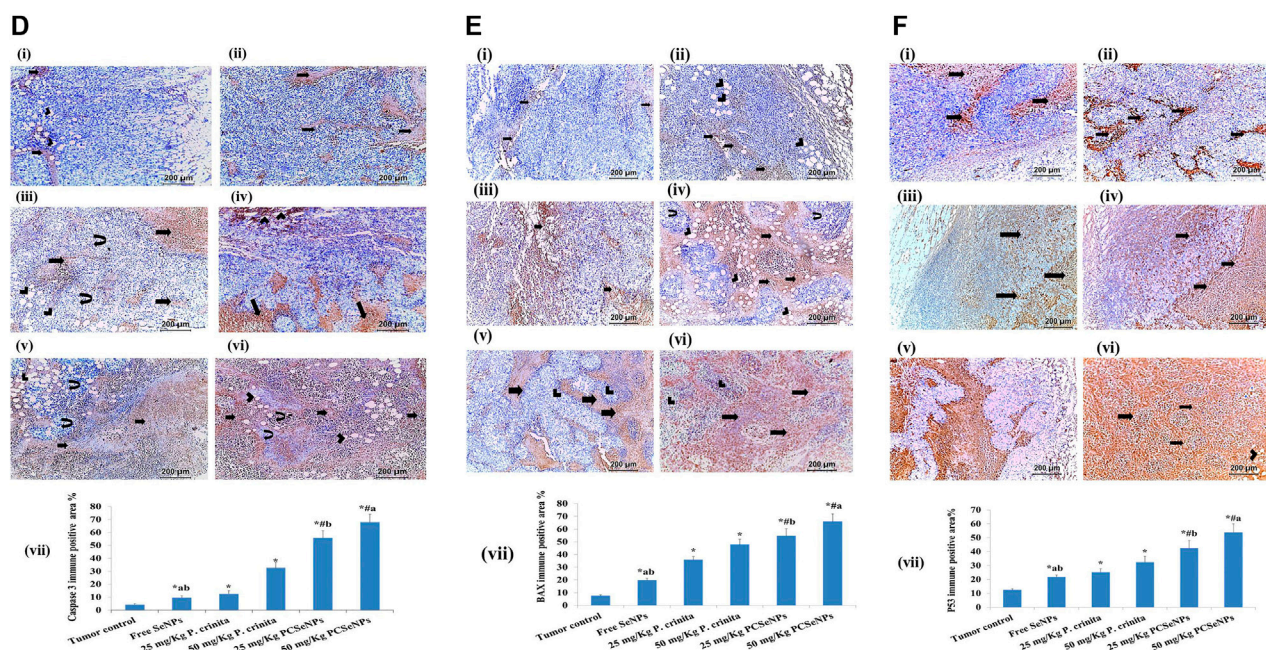 D
(i)
(ii)
200 μm
200 μm
(iii)
(iv)
200 μm
200 μm
(v)
(vi)
200 μm
200 μm
(vii)
Caspase 3 immune positive area %
80
70
60
50
40
30
20
10
0
*ab
*
*
*#b
*#a
Tumor control
Free SeNPs
25 mg/Kg P. crinita
50 mg/Kg P. crinita
25 mg/Kg PCSeNPs
50 mg/Kg PCSeNPs
E
(i)
(ii)
200 μm
200 μm
(iii)
(iv)
200 μm
200 μm
(v)
(vi)
200 μm
200 μm
(vii)
BAX immune positive area %
80
70
60
50
40
30
20
10
0
*ab
*
*
*#b
*#a
Tumor control
Free SeNPs
25 mg/Kg P. crinita
50 mg/Kg P. crinita
25 mg/Kg PCSeNPs
50 mg/Kg PCSeNPs
F
(i)
(ii)
200 μm
200 μm
(iii)
(iv)
200 μm
200 μm
(v)
(vi)
200 μm
200 μm
(vii)
P53 immune positive area%
70
60
50
40
30
20
10
0
*ab
*
*
*#b
*#a
Tumor control
Free SeNPs
25 mg/Kg P. crinita
50 mg/Kg P. crinita
25 mg/Kg PCSeNPs
50 mg/Kg PCSeNPs